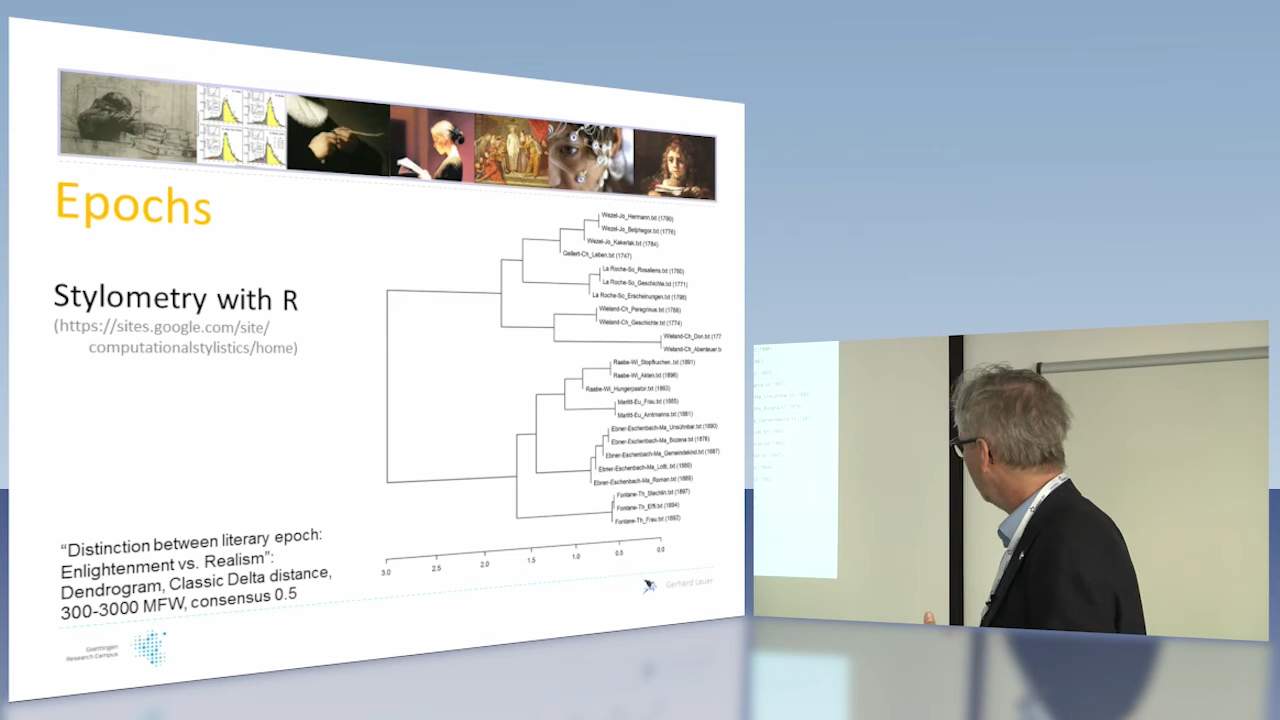 Epochs
Stylometry with R
(https://sites.google.com/site/
computationalstylistics/home)
Wezel-Jo_Hermann.txt (1780)
Wezel-Jo_Belphegor.txt (1776)
Wezel-Jo_Kakerlak.txt (1784)
Gellert-Ch_Leben.txt (1747)
La Roche-So_Rosaliens.txt (1780)
La Roche-So_Geschichte.txt (1771)
La Roche-So_Erscheinungen.txt (1798)
Wieland-Ch_Peregrinus.txt (1788)
Wieland-Ch_Geschichte.txt (1774)
Wieland-Ch_Don.txt (177
Wieland-Ch_Abenteuer.tx
Raabe-Wi_Stopfkuchen.txt (1891)
Raabe-Wi_Akten.txt (1896)
Raabe-Wi_Hungerpastor.txt (1863)
Marlitt-Eu_Frau.txt (1885)
Marlitt-Eu_Amtmanns.txt (1881)
Ebner-Eschenbach-Ma_Unsühnbar.txt (1890)
Ebner-Eschenbach-Ma_Bozena.txt (1876)
Ebner-Eschenbach-Ma_Gemeindekind.txt (1887)
Ebner-Eschenbach-Ma_Lotti.txt (1880)
Ebner-Eschenbach-Ma_Roman.txt (1889)
Fontane-Th_Stechlin.txt (1897)
Fontane-Th_Effi.txt (1894)
Fontane-Th_Frau.txt (1892)
3.0 2.5 2.0 1.5 1.0 0.5 0.0
"Distinction between literary epoch:
Enlightenment vs. Realism":
Dendrogram, Classic Delta distance,
300-3000 MFW, consensus 0.5
Gerhard Lauer
Goettingen
Research Campus